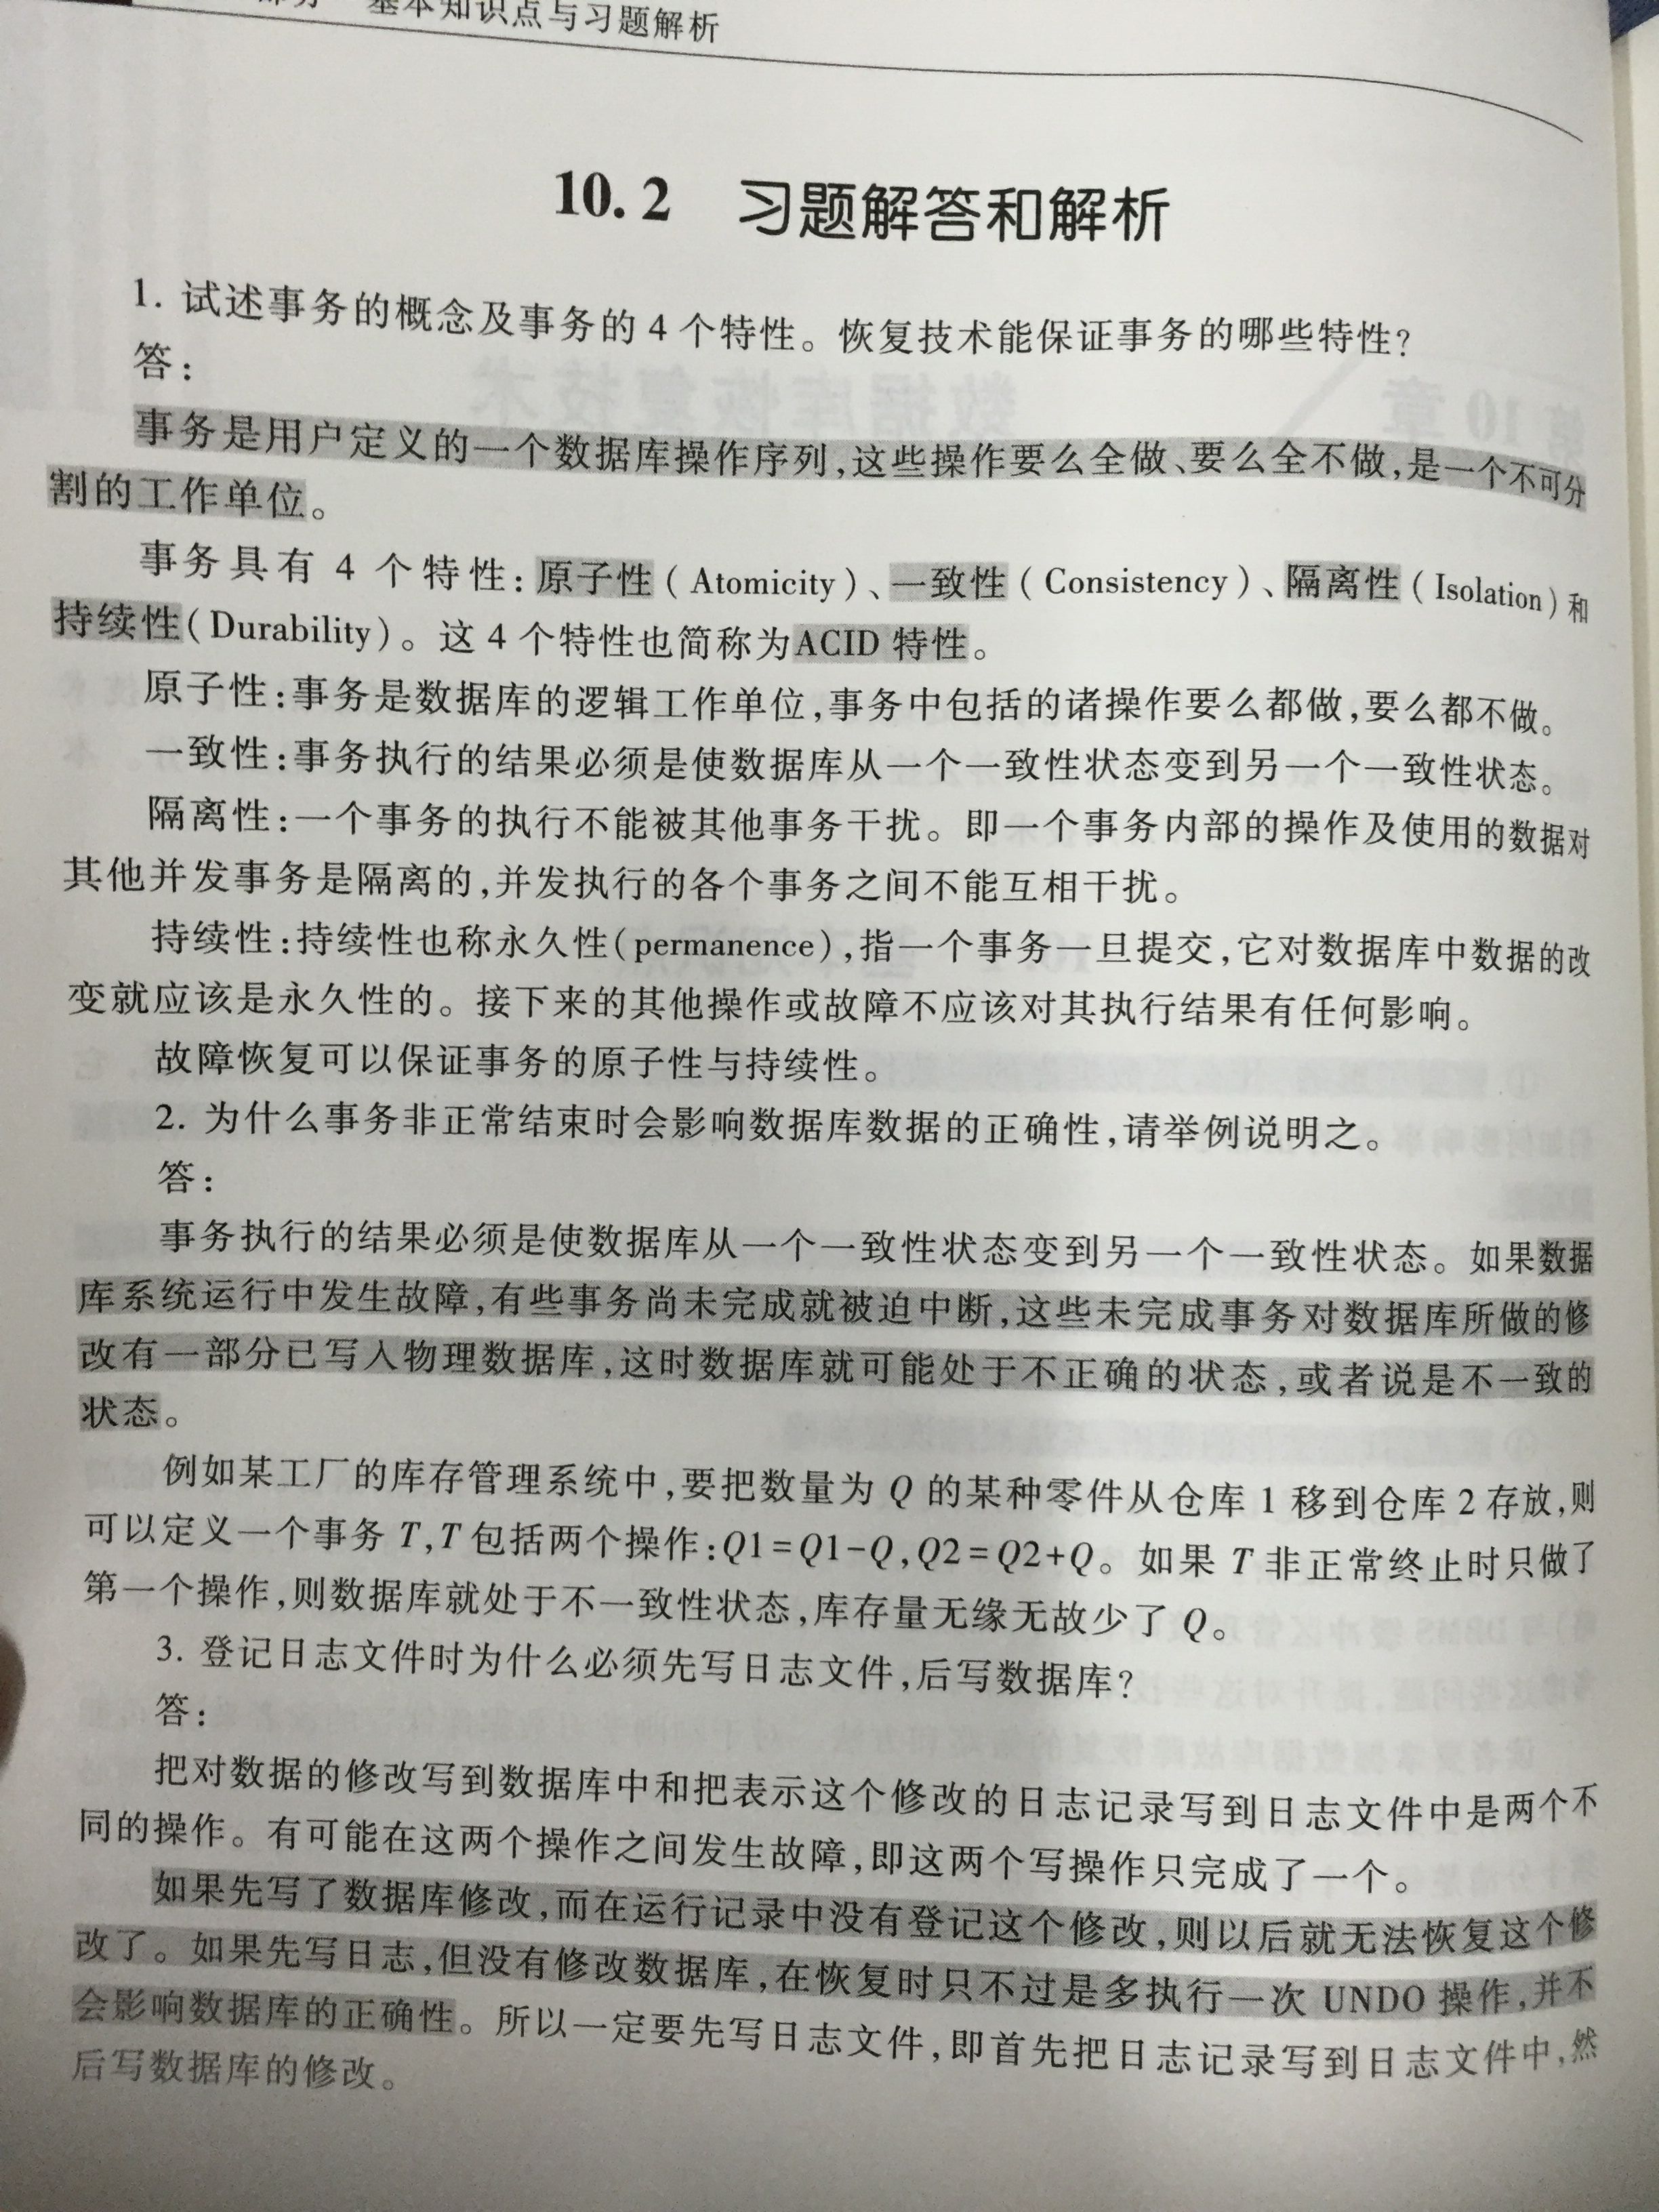 基本知识点与习题解析
10.2 习题解答和解析
1. 试述事务的概念及事务的 4 个特性。恢复技术能保证事务的哪些特性?
答:
事务是用户定义的一个数据库操作序列,这些操作要么全做、要么全不做,是一个不可分
割的工作单位。
事务具有 4 个特性:原子性(Atomicity)、一致性(Consistency)、隔离性(Isolation)和
持续性(Durability)。这 4 个特性也简称为ACID 特性。
原子性:事务是数据库的逻辑工作单位,事务中包括的诸操作要么都做,要么都不做。
一致性:事务执行的结果必须是使数据库从一个一致性状态变到另一个一致性状态。
隔离性:一个事务的执行不能被其他事务干扰。即一个事务内部的操作及使用的数据对
其他并发事务是隔离的,并发执行的各个事务之间不能互相干扰。
持续性:持续性也称永久性(permanence),指一个事务一旦提交,它对数据库中数据的改
变就应该是永久性的。接下来的其他操作或故障不应该对其执行结果有任何影响。
故障恢复可以保证事务的原子性与持续性。
2. 为什么事务非正常结束时会影响数据库数据的正确性,请举例说明之。
答:
事务执行的结果必须是使数据库从一个一致性状态变到另一个一致性状态。如果数据
库系统运行中发生故障,有些事务尚未完成就被迫中断,这些未完成事务对数据库所做的修
改有一部分已写入物理数据库,这时数据库就可能处于不正确的状态,或者说是不一致的
状态。
例如某工厂的库存管理系统中,要把数量为 Q 的某种零件从仓库 1 移到仓库 2 存放,则
可以定义一个事务 T,T 包括两个操作:Q1=Q1-Q,Q2=Q2+Q。如果 T 非正常终止时只做了
第一个操作,则数据库就处于不一致性状态,库存量无缘无故少了 Q。
3. 登记日志文件时为什么必须先写日志文件,后写数据库?
答:
把对数据的修改写到数据库中和把表示这个修改的日志记录写到日志文件中是两个不
同的操作。有可能在这两个操作之间发生故障,即这两个写操作只完成了一个。
如果先写了数据库修改,而在运行记录中没有登记这个修改,则以后就无法恢复这个修
改了。如果先写日志,但没有修改数据库,在恢复时只不过是多执行一次 UNDO 操作,并不
会影响数据库的正确性。所以一定要先写日志文件,即首先把日志记录写到日志文件中,然
后写数据库的修改。